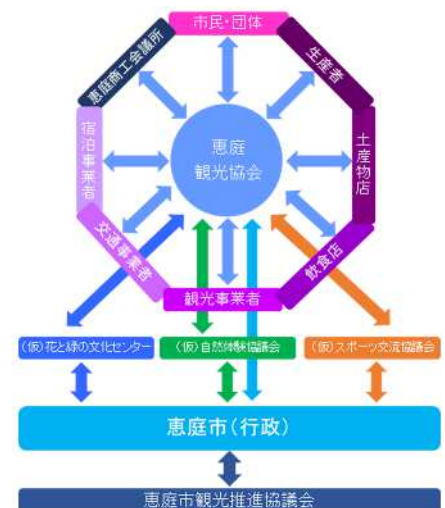 市民・団体
恵庭商工会議所
生産者
宿泊事業者
恵庭
観光協会
土産物店
交通事業者
飲食店
観光事業者
(仮)花と緑の文化センター
(仮)自然体験協議会
(仮)スポーツ交流協議会
恵庭市(行政)
恵庭市観光推進協議会